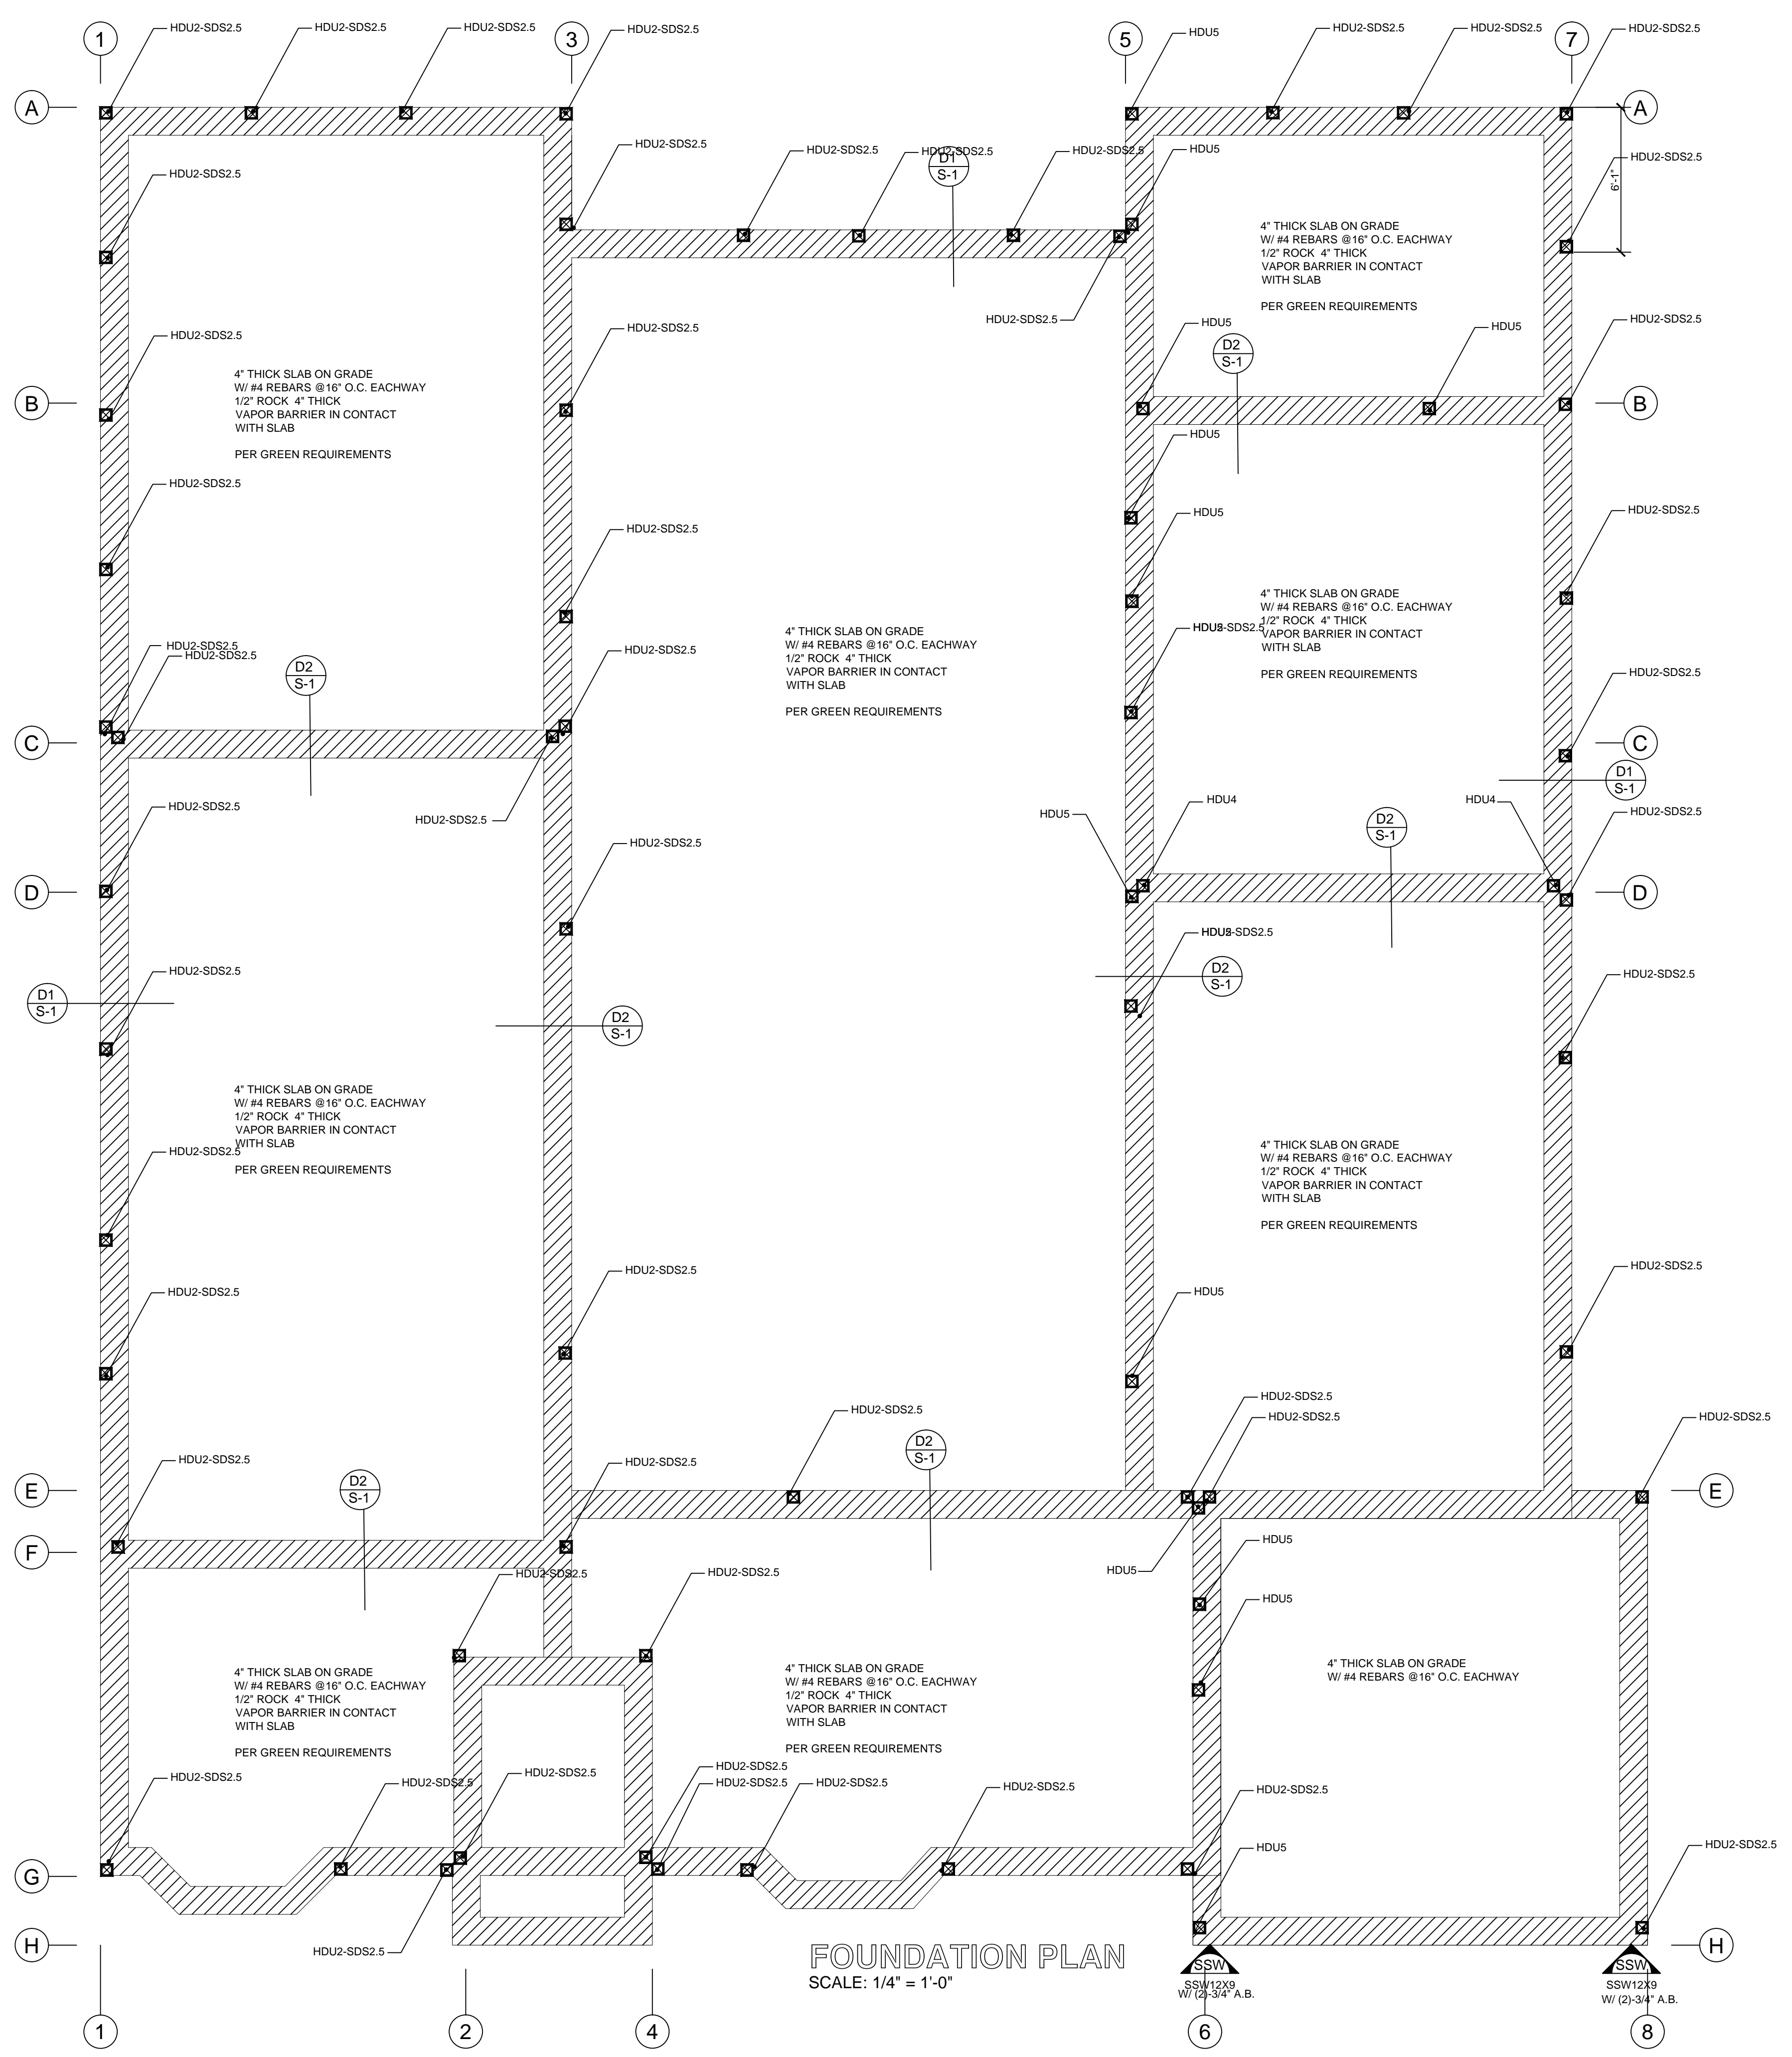 1
3
5
7
HDU2-SDS2.5
HDU2-SDS2.5
HDU2-SDS2.5
HDU2-SDS2.5
HDU5
HDU2-SDS2.5
HDU2-SDS2.5
HDU2-SDS2.5
A
A
HDU2-SDS2.5
HDU2-SDS2.5
HDU2-SDS2.5
D1
S-1
HDU2-SDS2.5
HDU5
HDU2-SDS2.5
6'-1"
HDU2-SDS2.5
4" THICK SLAB ON GRADE
W/ #4 REBARS @16" O.C. EACHWAY
1/2" ROCK 4" THICK
VAPOR BARRIER IN CONTACT
WITH SLAB
PER GREEN REQUIREMENTS
HDU2-SDS2.5
HDU2-SDS2.5
HDU2-SDS2.5
HDU5
HDU5
HDU2-SDS2.5
D2
S-1
4" THICK SLAB ON GRADE
W/ #4 REBARS @16" O.C. EACHWAY
1/2" ROCK 4" THICK
VAPOR BARRIER IN CONTACT
WITH SLAB
PER GREEN REQUIREMENTS
B
B
HDU5
HDU2-SDS2.5
HDU2-SDS2.5
HDU5
HDU2-SDS2.5
4" THICK SLAB ON GRADE
W/ #4 REBARS @16" O.C. EACHWAY
1/2" ROCK 4" THICK
VAPOR BARRIER IN CONTACT
WITH SLAB
PER GREEN REQUIREMENTS
4" THICK SLAB ON GRADE
W/ #4 REBARS @16" O.C. EACHWAY
1/2" ROCK 4" THICK
VAPOR BARRIER IN CONTACT
WITH SLAB
PER GREEN REQUIREMENTS
HDU2-SDS2.5
HDU2-SDS2.5
D2
S-1
HDU2-SDS2.5
HDU2-SDS2.5
C
C
D1
S-1
HDU2-SDS2.5
HDU2-SDS2.5
HDU5
HDU4
HDU4
HDU2-SDS2.5
D2
S-1
HDU2-SDS2.5
D
D
HDU2-SDS2.5
HDU2-SDS2.5
D1
S-1
D2
S-1
D2
S-1
4" THICK SLAB ON GRADE
W/ #4 REBARS @16" O.C. EACHWAY
1/2" ROCK 4" THICK
VAPOR BARRIER IN CONTACT
WITH SLAB
PER GREEN REQUIREMENTS
HDU2-SDS2.5
4" THICK SLAB ON GRADE
W/ #4 REBARS @16" O.C. EACHWAY
1/2" ROCK 4" THICK
VAPOR BARRIER IN CONTACT
WITH SLAB
PER GREEN REQUIREMENTS
HDU2-SDS2.5
HDU2-SDS2.5
HDU5
HDU2-SDS2.5
HDU2-SDS2.5
HDU2-SDS2.5
HDU2-SDS2.5
HDU2-SDS2.5
HDU2-SDS2.5
HDU2-SDS2.5
D2
S-1
D2
S-1
E
E
F
HDU2-SDS2.5
HDU2-SDS2.5
HDU5
HDU5
HDU5
4" THICK SLAB ON GRADE
W/ #4 REBARS @16" O.C. EACHWAY
1/2" ROCK 4" THICK
VAPOR BARRIER IN CONTACT
WITH SLAB
PER GREEN REQUIREMENTS
4" THICK SLAB ON GRADE
W/ #4 REBARS @16" O.C. EACHWAY
1/2" ROCK 4" THICK
VAPOR BARRIER IN CONTACT
WITH SLAB
PER GREEN REQUIREMENTS
4" THICK SLAB ON GRADE
W/ #4 REBARS @16" O.C. EACHWAY
HDU2-SDS2.5
HDU2-SDS2.5
HDU2-SDS2.5
HDU2-SDS2.5
HDU2-SDS2.5
HDU2-SDS2.5
HDU2-SDS2.5
HDU2-SDS2.5
HDU5
HDU2-SDS2.5
G
H
H
HDU2-SDS2.5
FOUNDATION PLAN
SCALE: 1/4" = 1'-0"
SSW
SSW12X9
W/ (2)-3/4" A.B.
SSW
SSW12X9
W/ (2)-3/4" A.B.
1
2
4
6
8